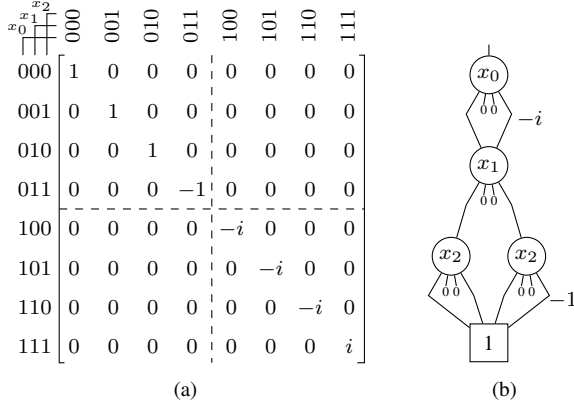 x₂
x₁
x₀
000 001 010 011 100 101 110 111
000 1 0 0 0 0 0 0 0
001 0 1 0 0 0 0 0 0
010 0 0 1 0 0 0 0 0
011 0 0 0 −1 0 0 0 0
100 0 0 0 0 −i 0 0 0
101 0 0 0 0 0 −i 0 0
110 0 0 0 0 0 0 −i 0
111 0 0 0 0 0 0 0 i
(a)
x₀
0 0
−i
x₁
0 0
x₂ x₂
0 0 0 0
−1
1
(b)